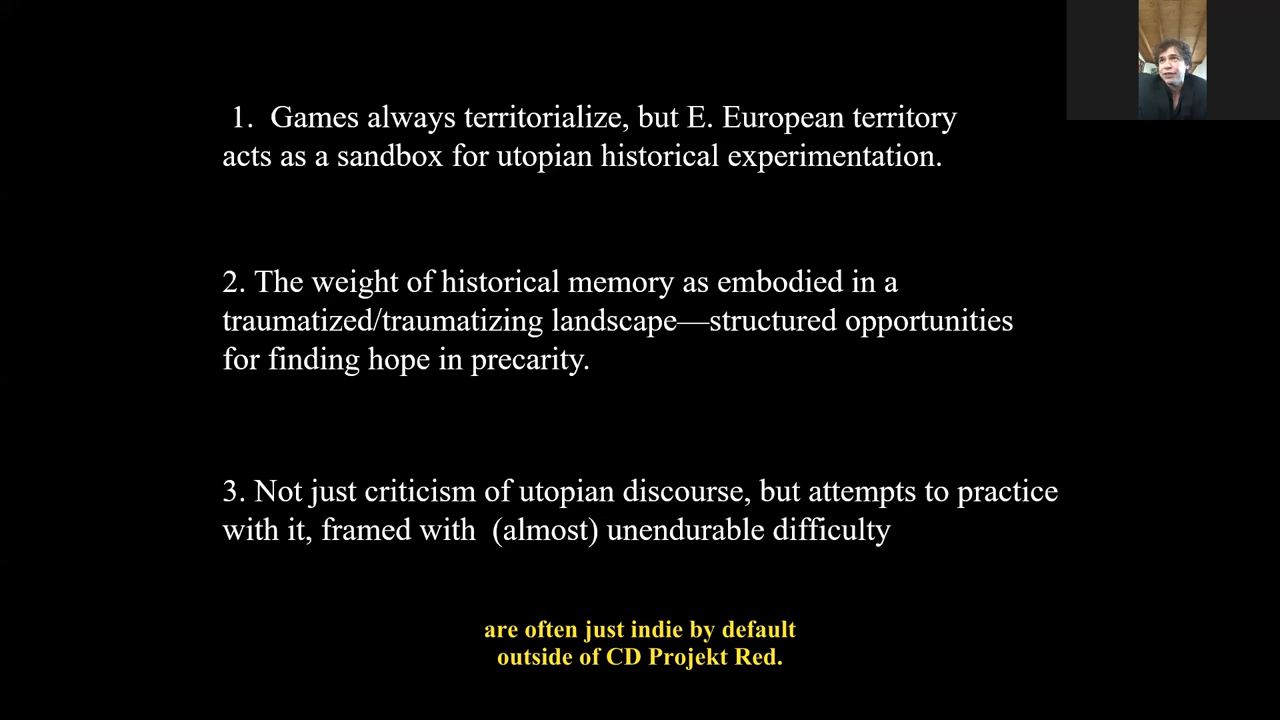 1. Games always territorialize, but E. European territory
acts as a sandbox for utopian historical experimentation.
2. The weight of historical memory as embodied in a
traumatized/traumatizing landscape—structured opportunities
for finding hope in precarity.
3. Not just criticism of utopian discourse, but attempts to practice
with it, framed with (almost) unendurable difficulty
are often just indie by default
outside of CD Projekt Red.